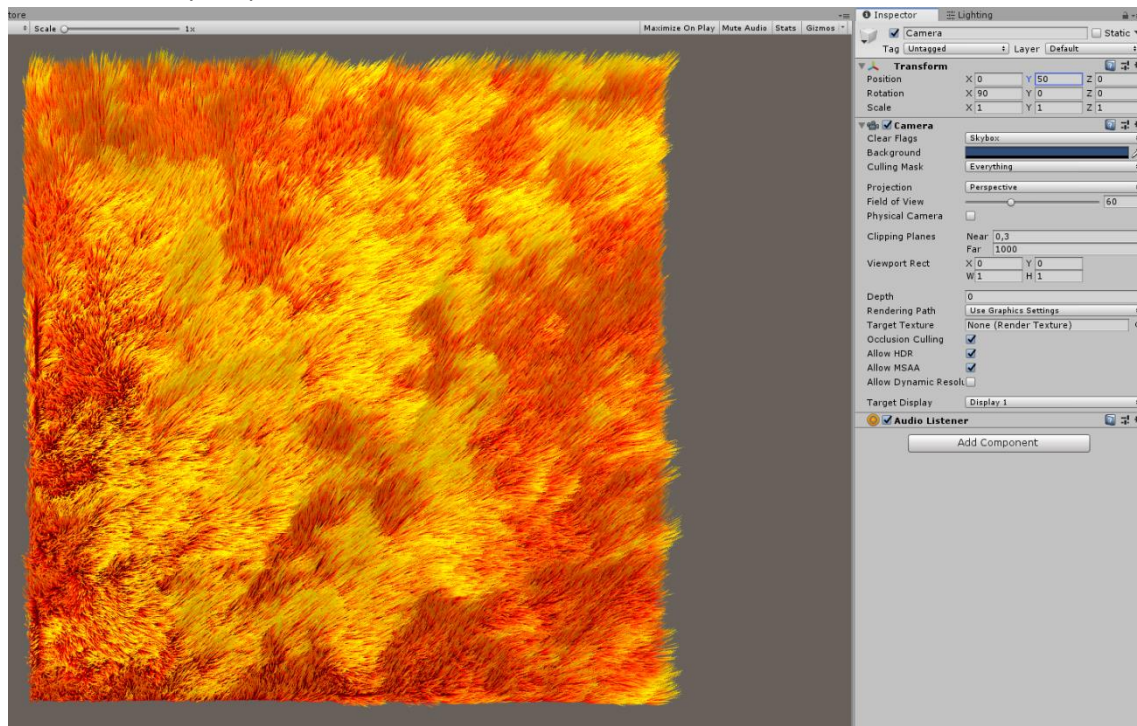 tore
Scale 1x Maximize On Play Mute Audio Stats Gizmos
Inspector Lighting
Camera Static
Tag Untagged Layer Default
Transform
Position X 0 Y 50 Z 0
Rotation X 90 Y 0 Z 0
Scale X 1 Y 1 Z 1
Camera
Clear Flags Skybox
Background
Culling Mask Everything
Projection Perspective
Field of View 60
Physical Camera
Clipping Planes Near 0,3
Far 1000
Viewport Rect X 0 Y 0
W 1 H 1
Depth 0
Rendering Path Use Graphics Settings
Target Texture None (Render Texture)
Occlusion Culling
Allow HDR
Allow MSAA
Allow Dynamic Resolu
Target Display Display 1
Audio Listener
Add Component